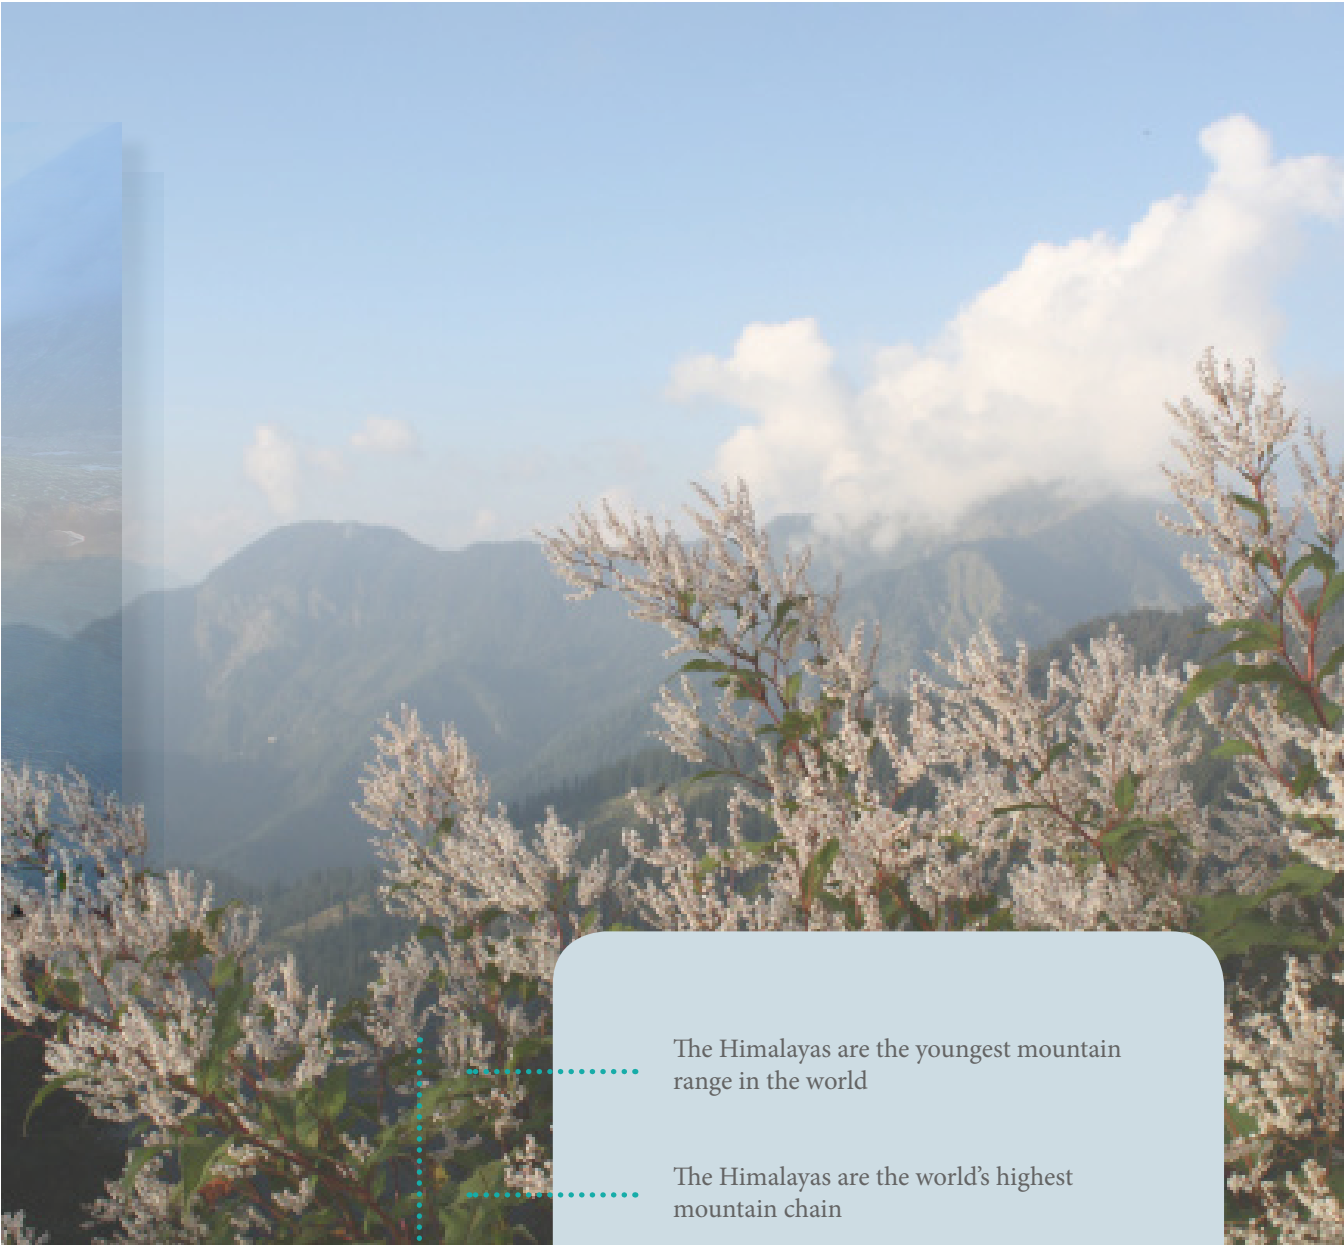 The Himalayas are the youngest mountain
range in the world
The Himalayas are the world’s highest
mountain chain